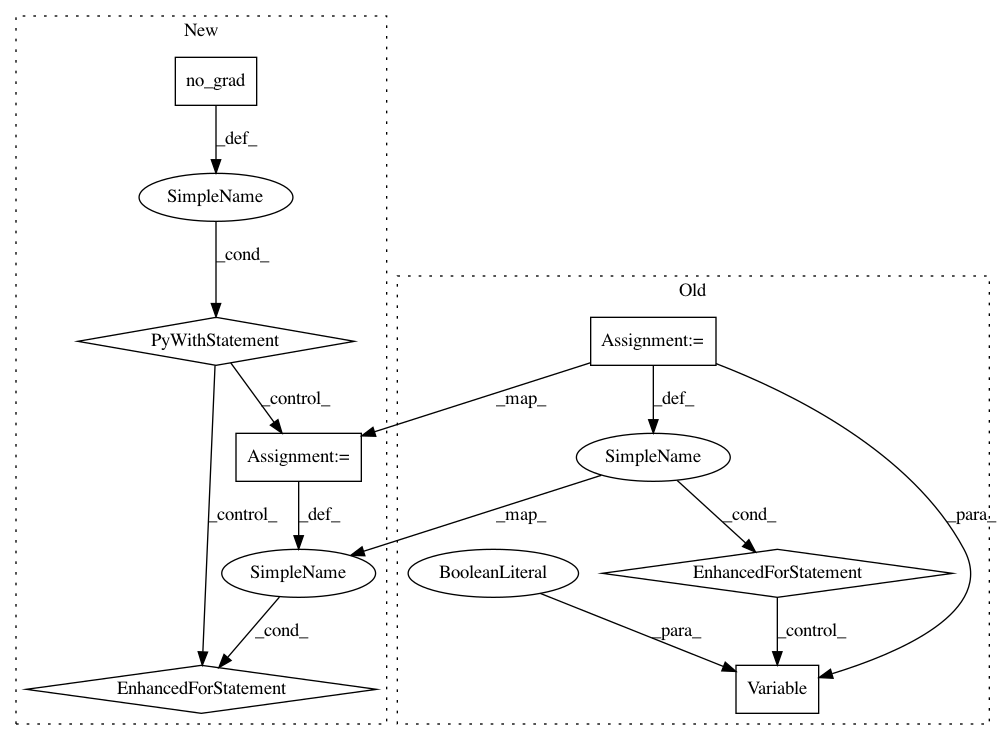 New
no_grad
_def_
SimpleName
_cond_
Old
PyWithStatement
Assignment:=
_control_
_map_
_def_
Assignment:=
SimpleName
_control_
_def_
_map_
_cond_
_para_
SimpleName
BooleanLiteral
EnhancedForStatement
_cond_
_para_
_control_
EnhancedForStatement
Variable